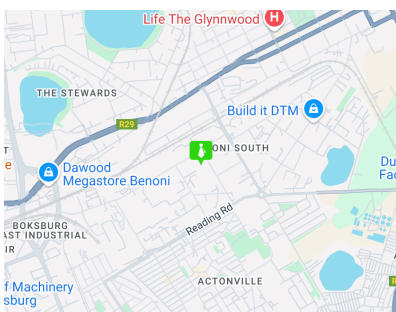 Life The Glynnwood
H
THE STEWARDS
Build it DTM
R29
ONI SOUTH
T
e
Dawood
Megastore Benoni
Du
Fac
Reading Rd
BOKSBURG
AST INDUSTRIAL
IR
ACTONVILLE
f Machinery
sburg
A
R